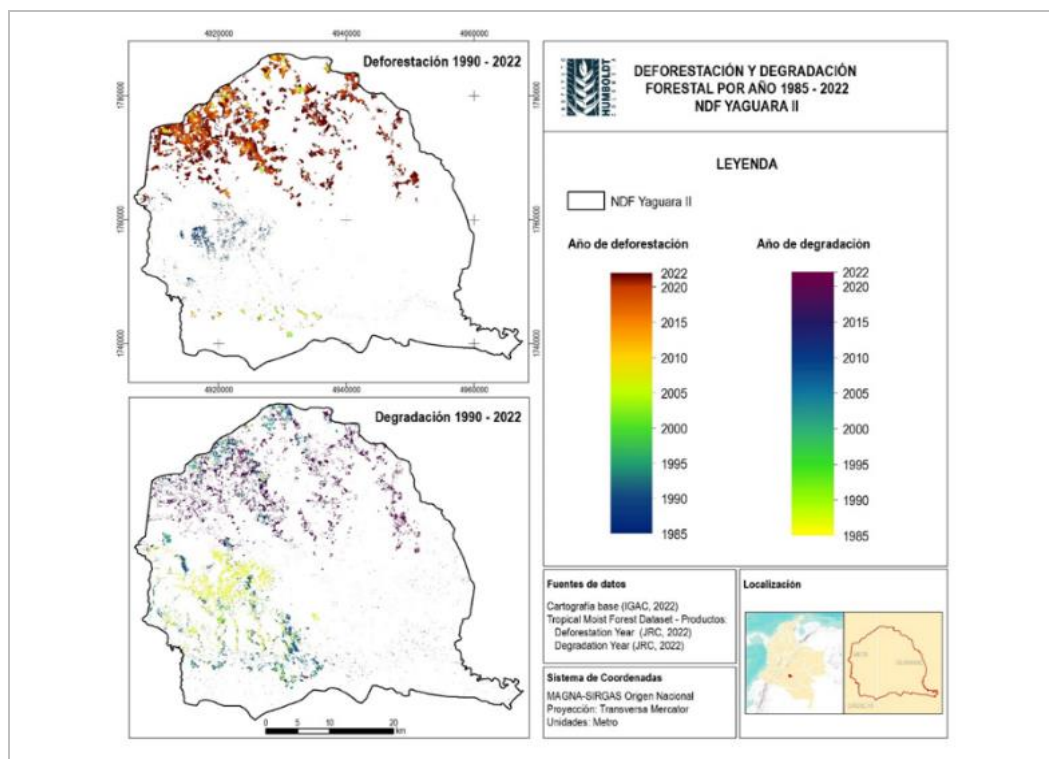 4920000 4940000 4960000
Deforestación 1990 - 2022
1780000
1760000
1740000
4920000 4940000 4960000
Degradación 1990 - 2022
0 5 10 20
km
HUMBOLDT
DEFORESTACIÓN Y DEGRADACIÓN
FORESTAL POR AÑO 1985 - 2022
NDF YAGUARA II
LEYENDA
NDF Yaguara II
Año de deforestación
2022
2020
2015
2010
2005
2000
1995
1990
1985
Año de degradación
2022
2020
2015
2010
2005
2000
1995
1990
1985
Fuentes de datos
Cartografía base (IGAC, 2022)
Tropical Moist Forest Dataset - Productos:
Deforestation Year (JRC, 2022)
Degradation Year (JRC, 2022)
Sistema de Coordenadas
MAGNA-SIRGAS Origen Nacional
Proyección: Transversa Mercator
Unidades: Metro
Localización
META